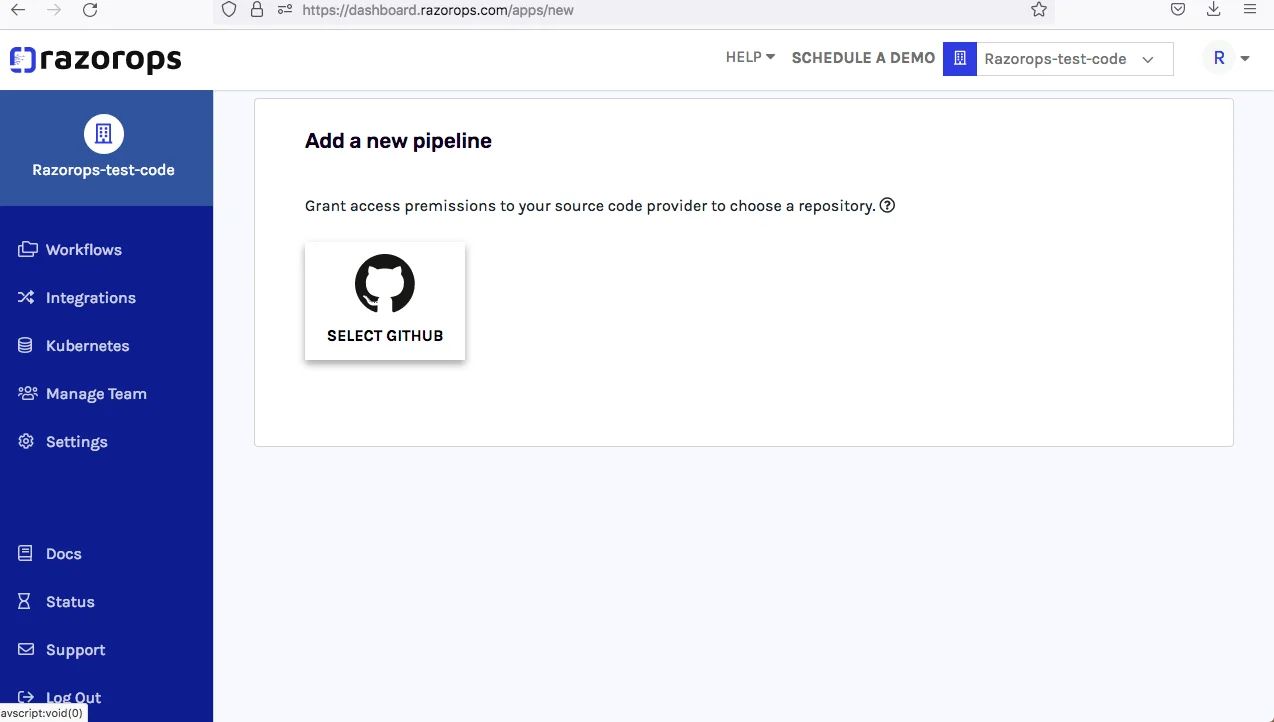 https://dashboard.razorops.com/apps/new
razorops
HELP
SCHEDULE A DEMO
Razorops-test-code
R
Razorops-test-code
Workflows
Integrations
Kubernetes
Manage Team
Settings
Docs
Status
Support
Log Out
avscript:void(0)
Add a new pipeline
Grant access premissions to your source code provider to choose a repository.
SELECT GITHUB